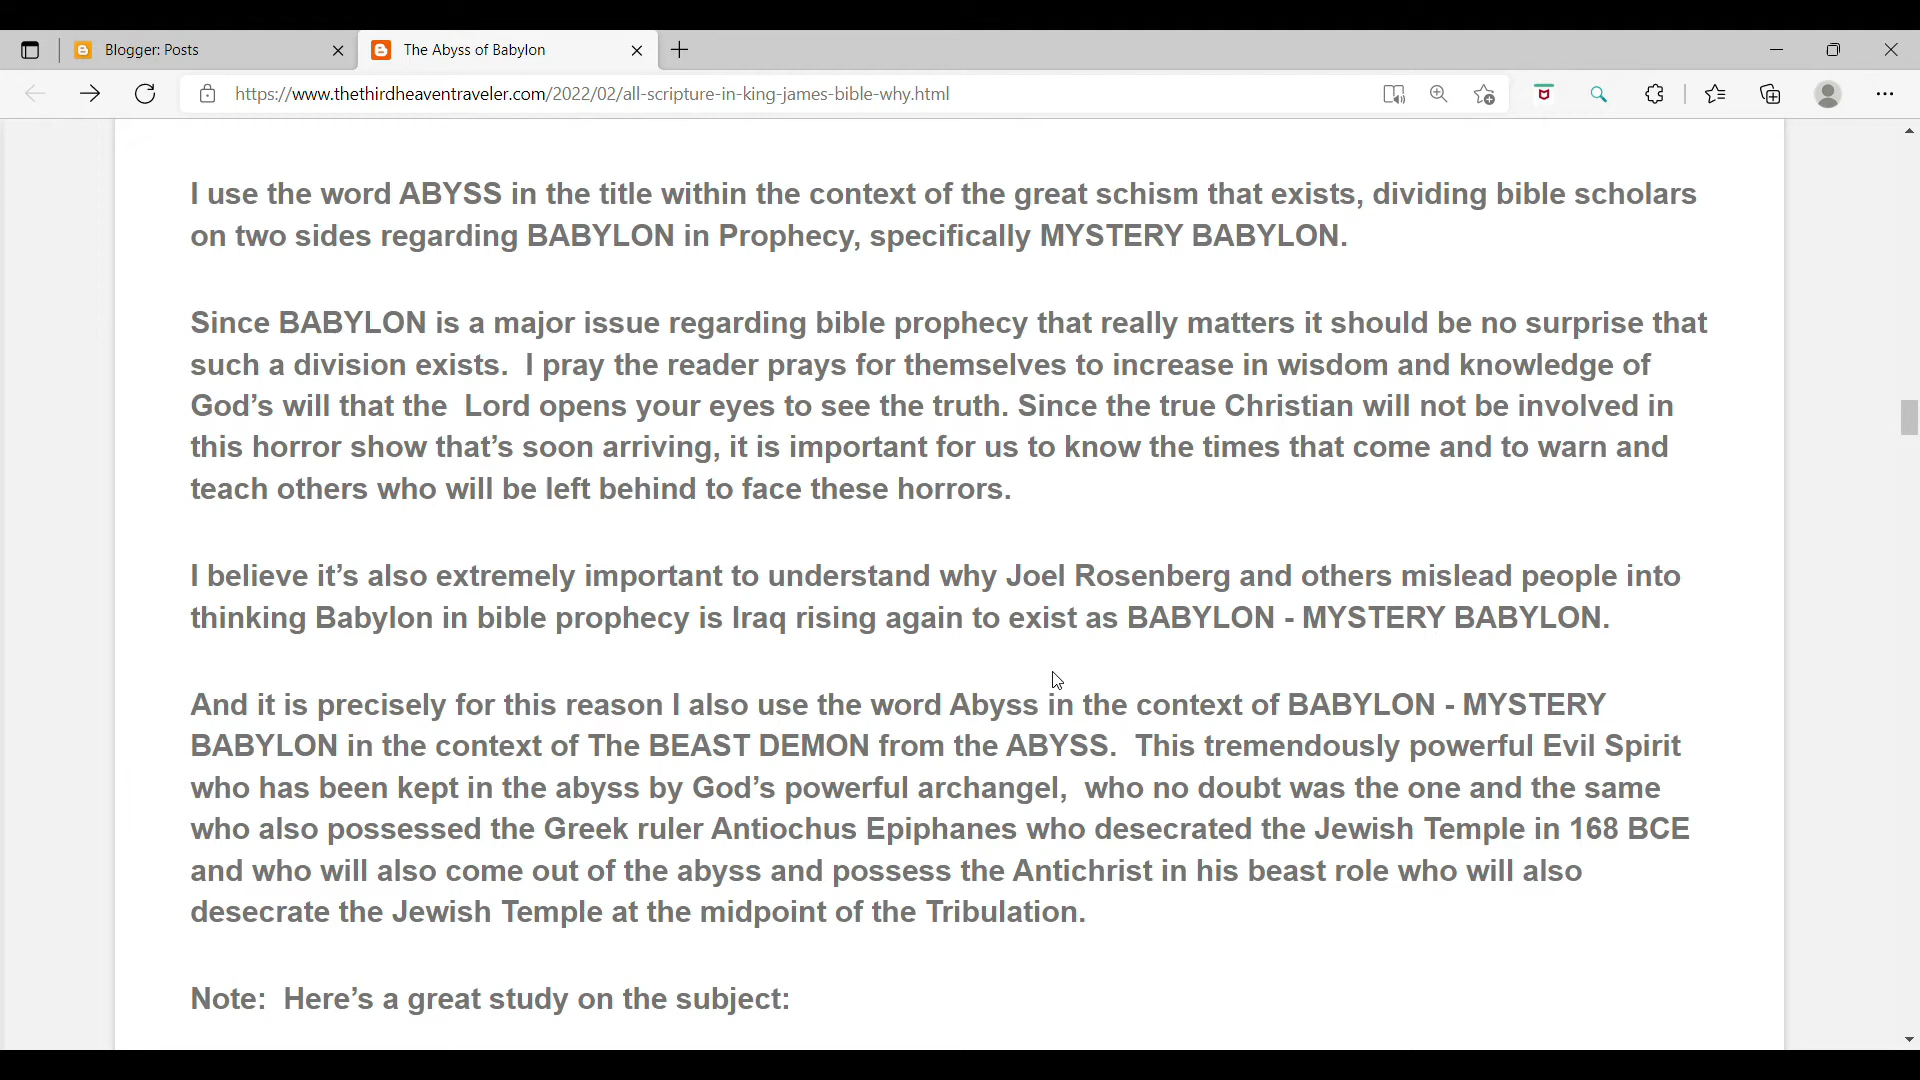 Blogger: Posts
The Abyss of Babylon
https://www.thethirdheaventraveler.com/2022/02/all-scripture-in-king-james-bible-why.html
I use the word ABYSS in the title within the context of the great schism that exists, dividing bible scholars
on two sides regarding BABYLON in Prophecy, specifically MYSTERY BABYLON.
Since BABYLON is a major issue regarding bible prophecy that really matters it should be no surprise that
such a division exists.  I pray the reader prays for themselves to increase in wisdom and knowledge of
God’s will that the  Lord opens your eyes to see the truth. Since the true Christian will not be involved in
this horror show that’s soon arriving, it is important for us to know the times that come and to warn and
teach others who will be left behind to face these horrors.
I believe it’s also extremely important to understand why Joel Rosenberg and others mislead people into
thinking Babylon in bible prophecy is Iraq rising again to exist as BABYLON - MYSTERY BABYLON.
And it is precisely for this reason I also use the word Abyss in the context of BABYLON - MYSTERY
BABYLON in the context of The BEAST DEMON from the ABYSS.  This tremendously powerful Evil Spirit
who has been kept in the abyss by God’s powerful archangel,  who no doubt was the one and the same
who also possessed the Greek ruler Antiochus Epiphanes who desecrated the Jewish Temple in 168 BCE
and who will also come out of the abyss and possess the Antichrist in his beast role who will also
desecrate the Jewish Temple at the midpoint of the Tribulation.
Note:  Here’s a great study on the subject: